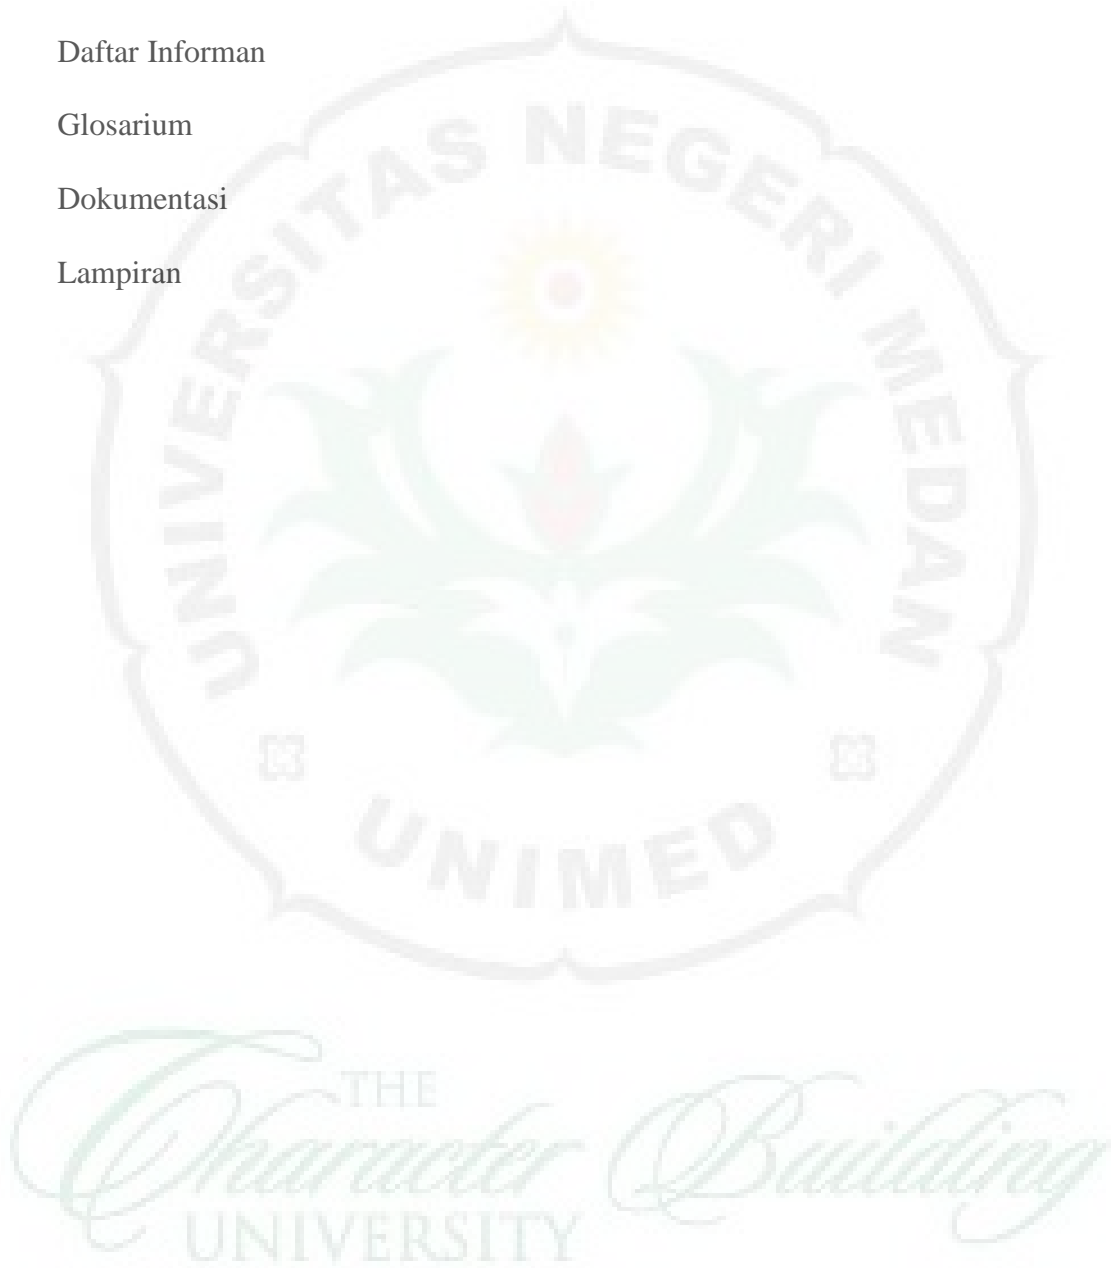 Daftar Informan
Glosarium
Dokumentasi
Lampiran
UNIVERSITAS NEGERI MEDAN
UNIMED
THE
Character Building
UNIVERSITY